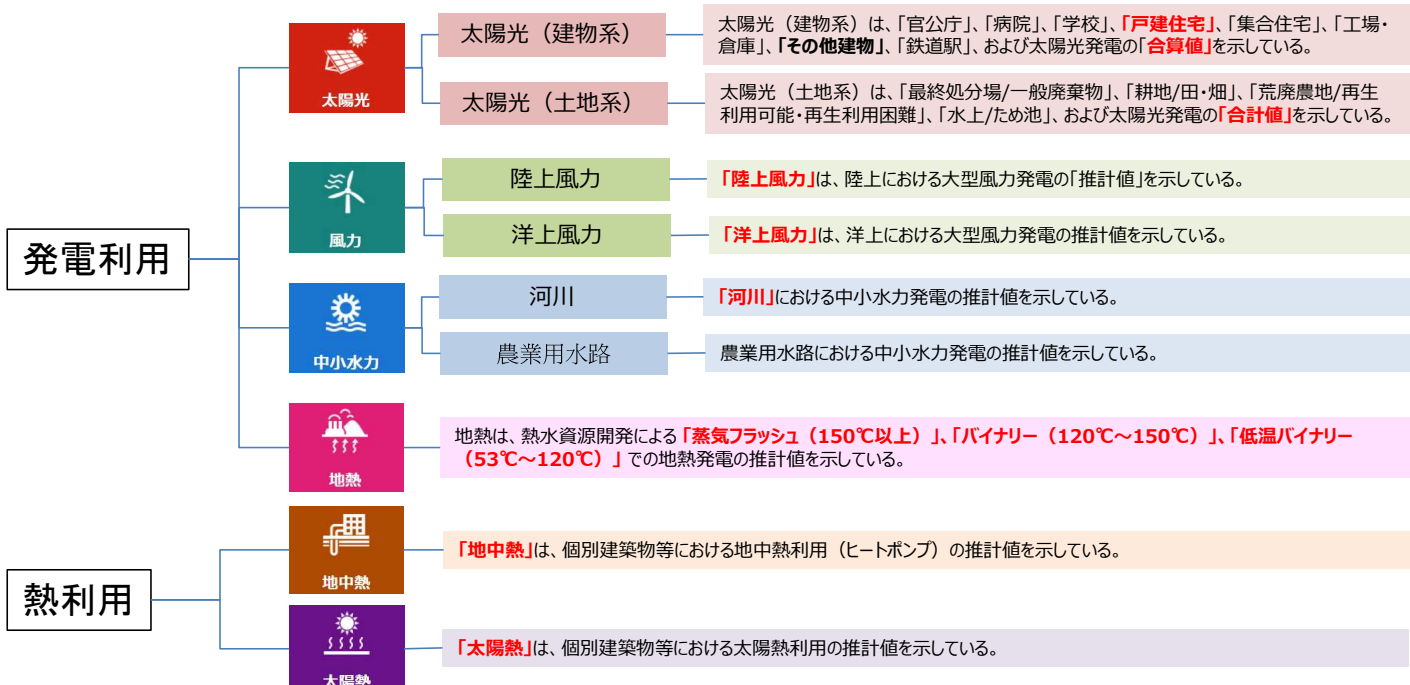 発電利用
太陽光
太陽光（建物系）
太陽光（建物系）は、「官公庁」、「病院」、「学校」、「戸建住宅」、「集合住宅」、「工場・
倉庫」、「その他建物」、「鉄道駅」、および太陽光発電の「合算値」を示している。
太陽光（土地系）
太陽光（土地系）は、「最終処分場/一般廃棄物」、「耕地/田・畑」、「荒廃農地/再生
利用可能・再生利用困難」、「水上/ため池」、および太陽光発電の「合計値」を示している。
風力
陸上風力
「陸上風力」は、陸上における大型風力発電の「推計値」を示している。
洋上風力
「洋上風力」は、洋上における大型風力発電の推計値を示している。
中小水力
河川
「河川」における中小水力発電の推計値を示している。
農業用水路
農業用水路における中小水力発電の推計値を示している。
地熱
地熱は、熱水資源開発による「蒸気フラッシュ（150℃以上）」、「バイナリー（120℃～150℃）」、「低温バイナリー
（53℃～120℃）」での地熱発電の推計値を示している。
熱利用
地中熱
「地中熱」は、個別建築物等における地中熱利用（ヒートポンプ）の推計値を示している。
太陽熱
「太陽熱」は、個別建築物等における太陽熱利用の推計値を示している。